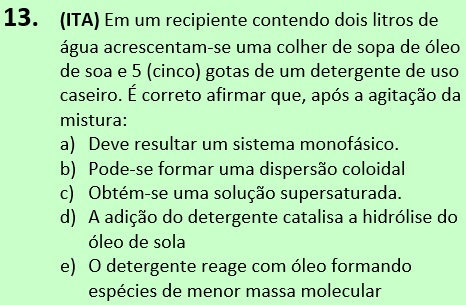 13. (ITA) Em um recipiente contendo dois litros de
água acrescentam-se uma colher de sopa de óleo
de soa e 5 (cinco) gotas de um detergente de uso
caseiro. É correto afirmar que, após a agitação da
mistura:
a) Deve resultar um sistema monofásico.
b) Pode-se formar uma dispersão coloidal
c) Obtém-se uma solução supersaturada.
d) A adição do detergente catalisa a hidrólise do
óleo de sola
e) O detergente reage com óleo formando
espécies de menor massa molecular